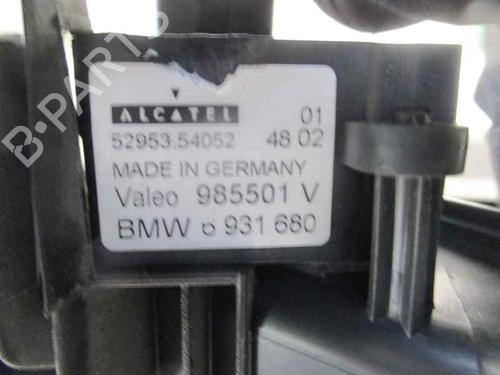 B-PARTS
ALCATEL 01
52953.54052 48 02
MADE IN GERMANY
Valeo 985501 V
BMW 6 931 680